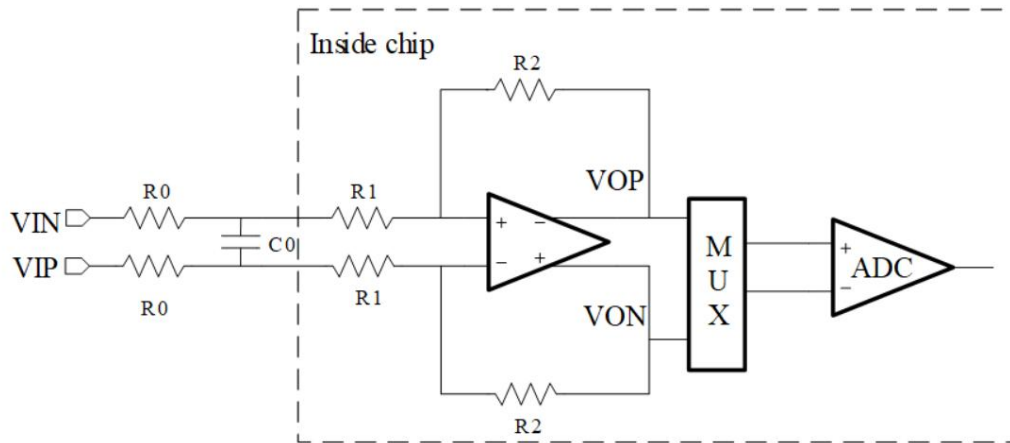 Inside chip
R2
VOP
R0
R1
VIN
+
−
C0
VIP
−
+
R0
R1
VON
M
U
X
+
ADC
−
R2